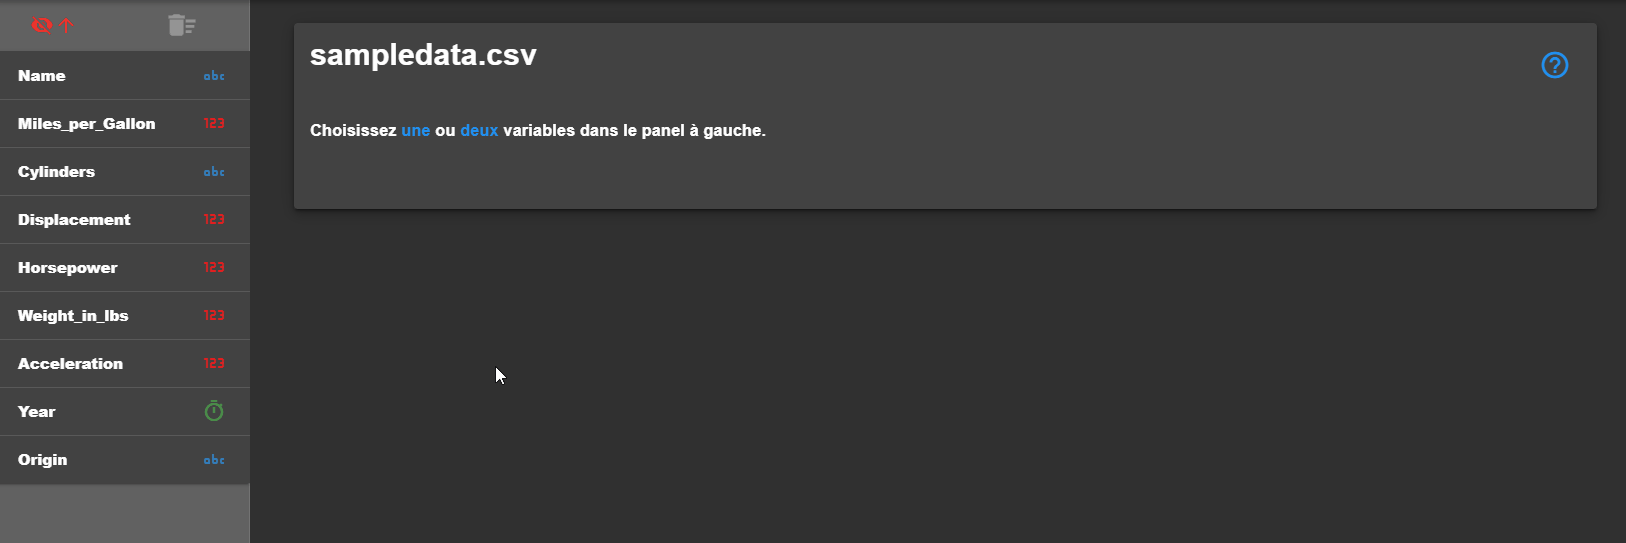 sampledata.csv
Choisissez une ou deux variables dans le panel à gauche.
Name abc
Miles_per_Gallon 123
Cylinders abc
Displacement 123
Horsepower 123
Weight_in_lbs 123
Acceleration 123
Year
Origin abc